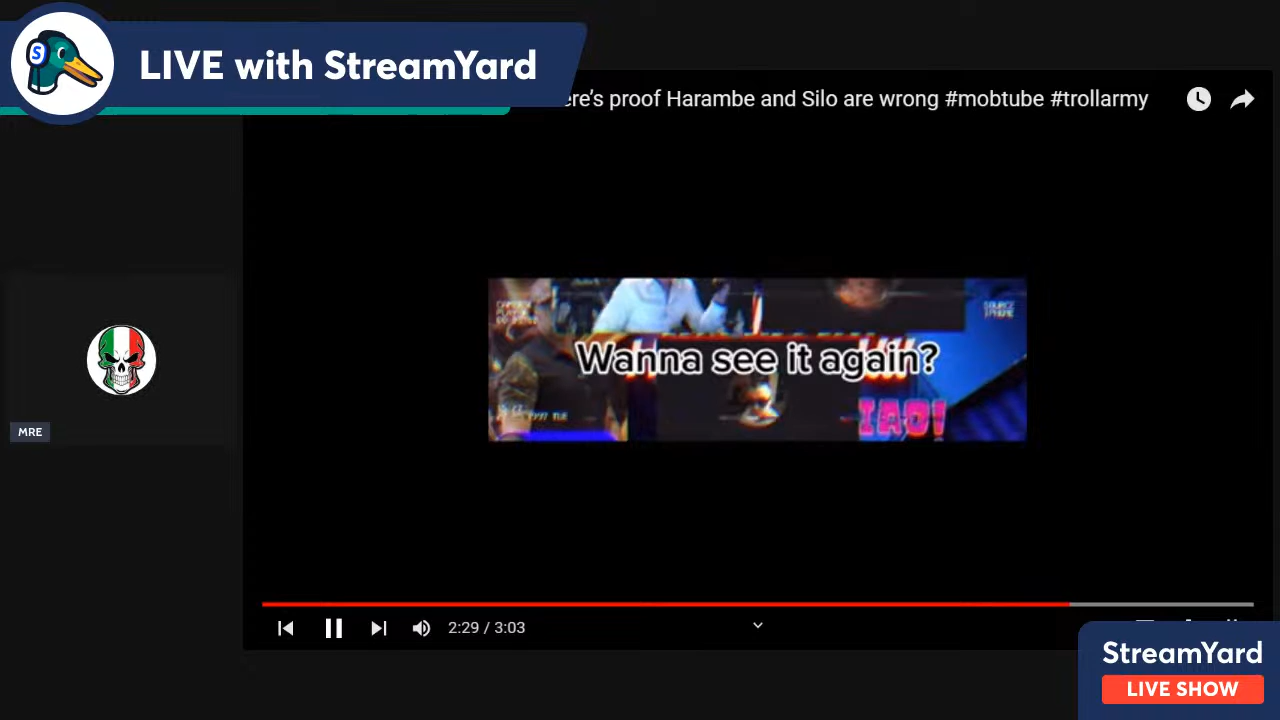 S
LIVE with StreamYard
ere's proof Harambe and Silo are wrong #mobtube #trollarmy
Wanna see it again?
IAO!
MRE
2:29 / 3:03
StreamYard
LIVE SHOW